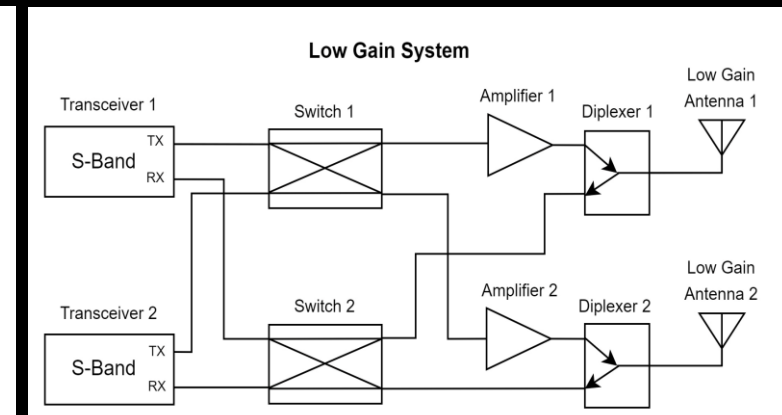 Low Gain System
Low Gain
Antenna 1
Transceiver 1
Switch 1
Amplifier 1
Diplexer 1
S-Band
TX
RX
Low Gain
Antenna 2
Transceiver 2
Switch 2
Amplifier 2
Diplexer 2
S-Band
TX
RX